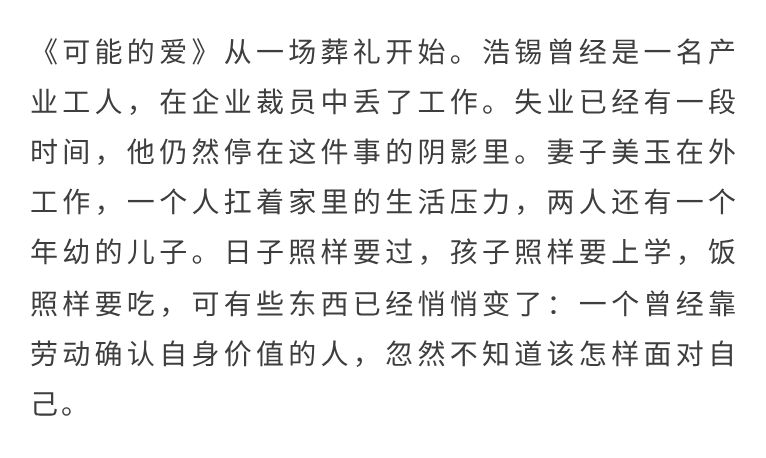 《可能的爱》从一场葬礼开始。浩锡曾经是一名产
业工人，在企业裁员中丢了工作。失业已经有一段
时间，他仍然停在这件事的阴影里。妻子美玉在外
工作，一个人扛着家里的生活压力，两人还有一个
年幼的儿子。日子照样要过，孩子照样要上学，饭
照样要吃，可有些东西已经悄悄变了：一个曾经靠
劳动确认自身价值的人，忽然不知道该怎样面对自
己。